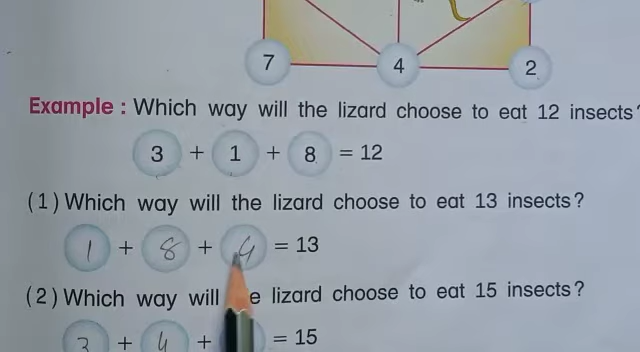 7 4 2
Example : Which way will the lizard choose to eat 12 insects?
3 + 1 + 8 = 12
(1) Which way will the lizard choose to eat 13 insects?
1 + 8 + 4 = 13
(2) Which way will lizard choose to eat 15 insects?
3 + 4 + = 15